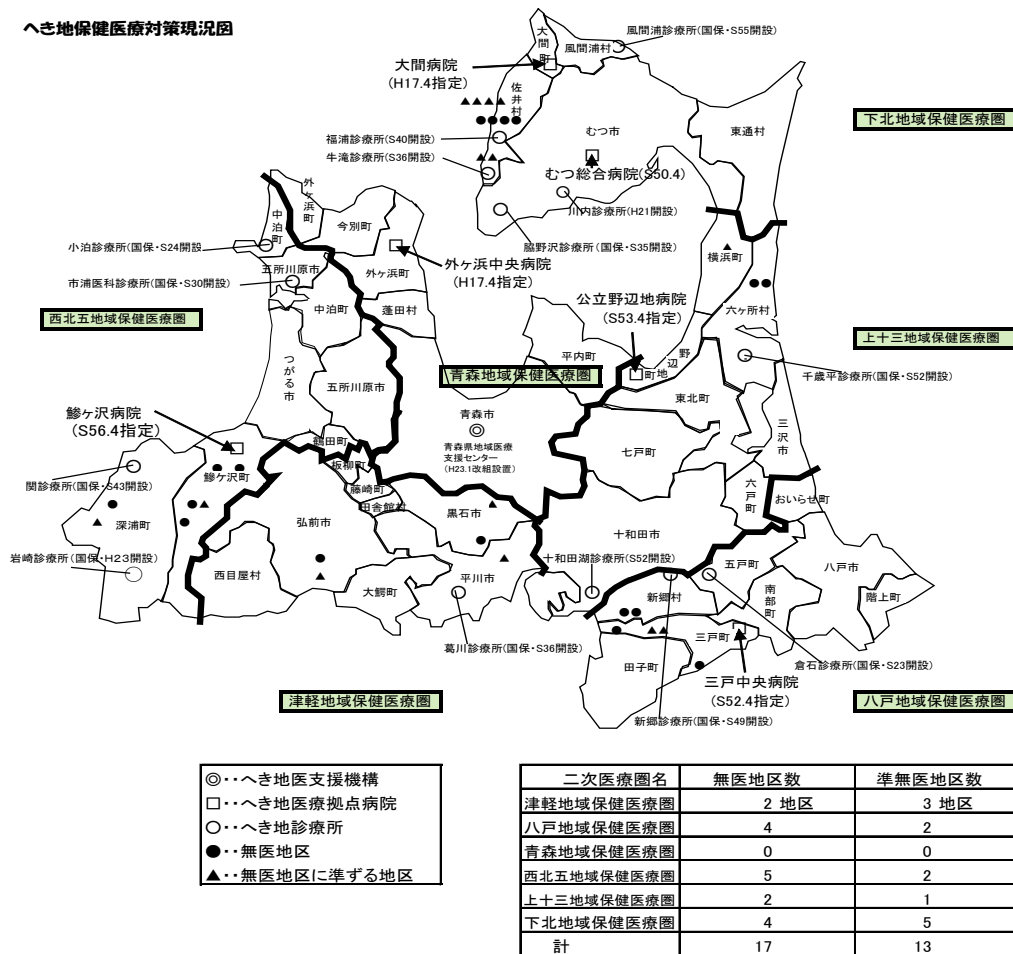 へき地保健医療対策現況図
風間浦診療所(国保・S55開設)
大間町
風間浦村
大間病院
(H17.4指定)
佐井村
下北地域保健医療圏
むつ市
東通村
福浦診療所(S40開設)
牛滝診療所(S36開設)
むつ総合病院(S50.4)
外ヶ浜町
川内診療所(H21開設)
中泊町
今別町
小泊診療所(国保・S24開設
脇野沢診療所(国保・S35開設)
横浜町
五所川原市
外ヶ浜町
外ヶ浜中央病院
(H17.4指定)
市浦医科診療所(国保・S30開設)
公立野辺地病院
(S53.4指定)
中泊町
蓬田村
六ヶ所村
西北五地域保健医療圏
上十三地域保健医療圏
つがる市
平内町
野辺地町
千歳平診療所(国保・S52開設)
五所川原市
青森地域保健医療圏
東北町
鰺ヶ沢病院
(S56.4指定)
青森市
青森県地域医療
支援センター
(H23.1改組設置)
三沢市
鶴田町
七戸町
板柳町
関診療所(国保・S43開設)
鰺ヶ沢町
藤崎町
六戸町
おいらせ町
田舎館村
深浦町
弘前市
黒石市
十和田市
岩崎診療所(国保・H23開設)
十和田湖診療所(S52開設)
五戸町
八戸市
西目屋村
大鰐町
平川市
新郷村
南部町
階上町
三戸町
葛川診療所(国保・S36開設)
田子町
倉石診療所(国保・S23開設)
三戸中央病院
(S52.4指定)
津軽地域保健医療圏
八戸地域保健医療圏
新郷診療所(国保・S49開設)
◎・・へき地医支援機構
□・・へき地医療拠点病院
○・・へき地診療所
●・・無医地区
▲・・無医地区に準ずる地区
二次医療圏名 無医地区数 準無医地区数
津軽地域保健医療圏 2 地区 3 地区
八戸地域保健医療圏 4 2
青森地域保健医療圏 0 0
西北五地域保健医療圏 5 2
上十三地域保健医療圏 2 1
下北地域保健医療圏 4 5
計 17 13